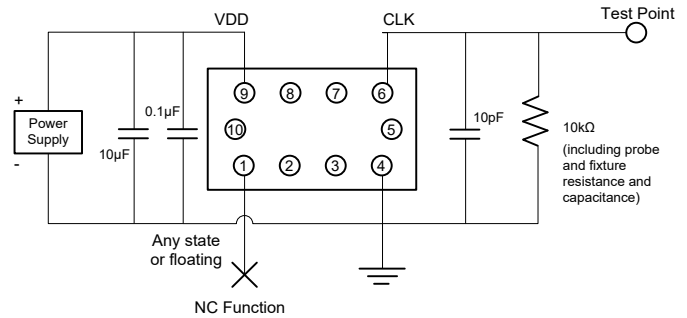 VDD
CLK
Test Point
+
Power
Supply
-
10µF
0.1µF
9
8
7
6
10
5
1
2
3
4
10pF
10kΩ
(including probe
and fixture
resistance and
capacitance)
Any state
or floating
NC Function